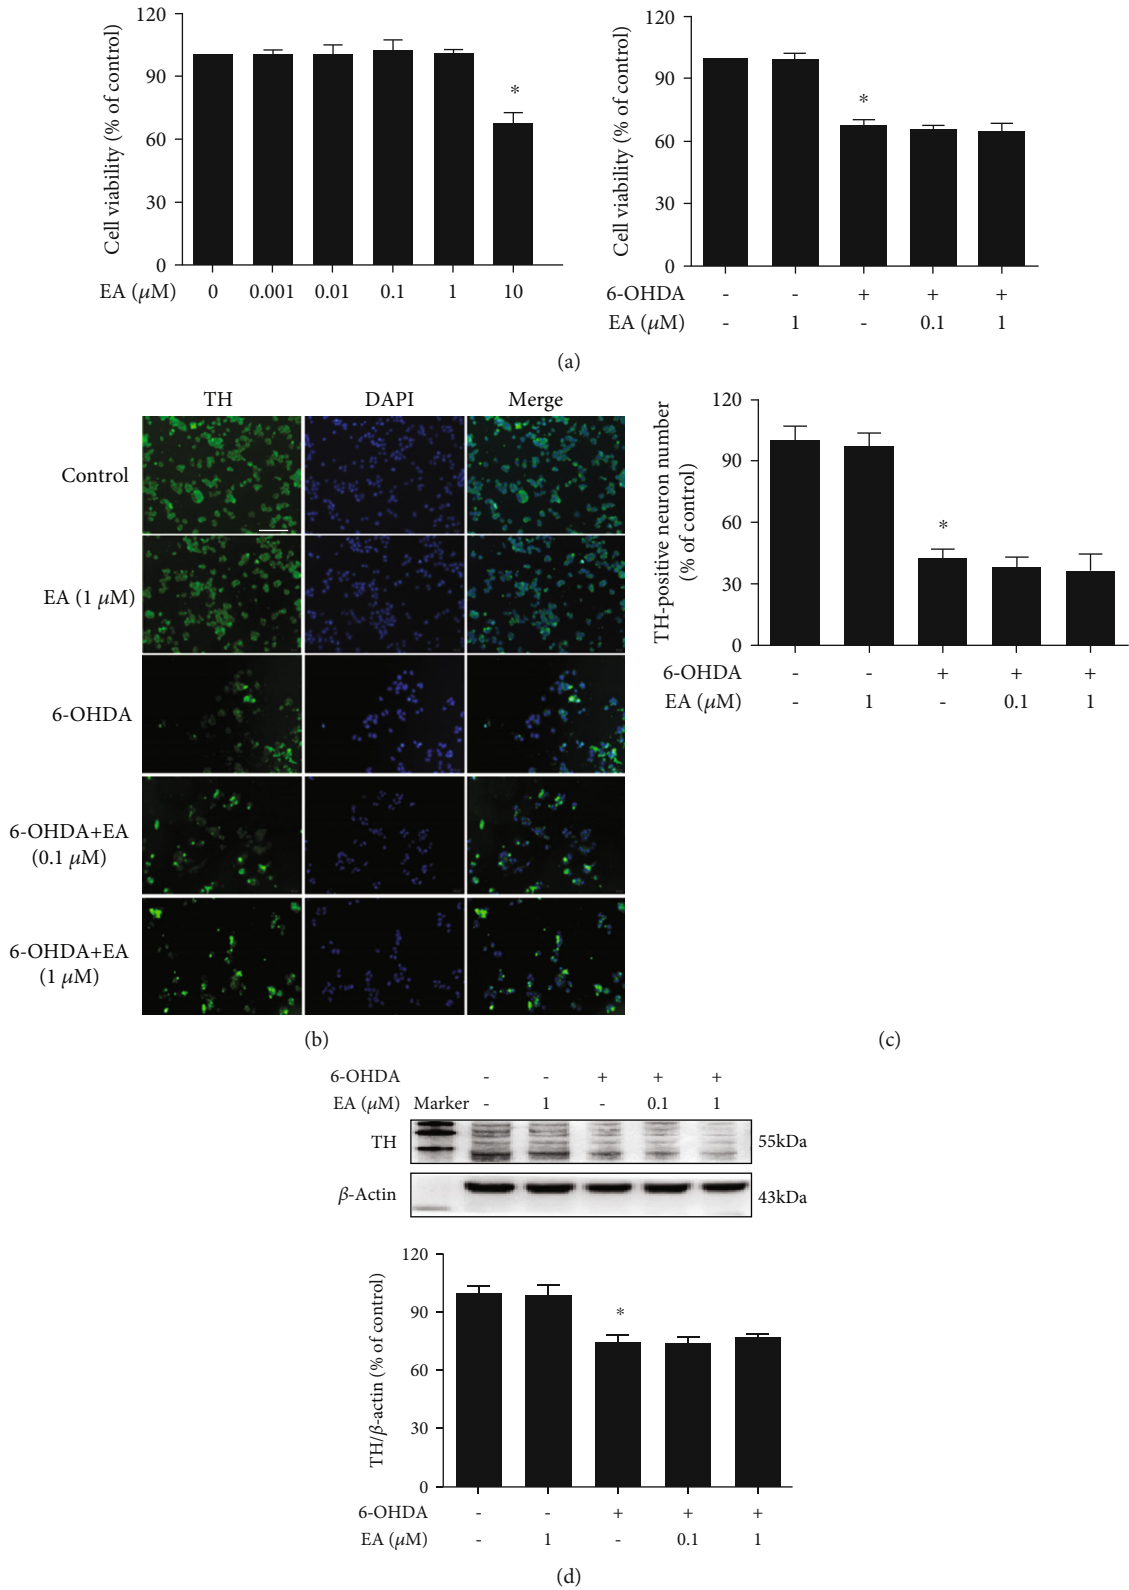 Cell viability (% of control)
120
90
60
30
0
*
EA (μM) 0 0.001 0.01 0.1 1 10
Cell viability (% of control)
120
90
60
30
0
*
6-OHDA - - + + +
EA (μM) - 1 - 0.1 1
(a)
TH DAPI Merge
Control
EA (1 μM)
6-OHDA
6-OHDA+EA
(0.1 μM)
6-OHDA+EA
(1 μM)
(b)
TH-positive neuron number
(% of control)
120
90
60
30
0
*
6-OHDA - - + + +
EA (μM) - 1 - 0.1 1
(c)
6-OHDA - - + + +
EA (μM) Marker - 1 - 0.1 1
TH 55kDa
β-Actin 43kDa
TH/β-actin (% of control)
120
90
60
30
0
*
6-OHDA - - + + +
EA (μM) - 1 - 0.1 1
(d)